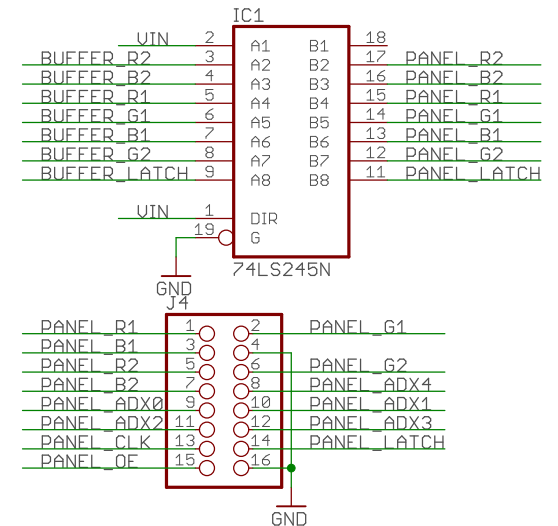 IC1
VIN 2 A1 B1 18
BUFFER_R2 3 A2 B2 17 PANEL_R2
BUFFER_B2 4 A3 B3 16 PANEL_B2
BUFFER_R1 5 A4 B4 15 PANEL_R1
BUFFER_G1 6 A5 B5 14 PANEL_G1
BUFFER_B1 7 A6 B6 13 PANEL_B1
BUFFER_G2 8 A7 B7 12 PANEL_G2
BUFFER_LATCH 9 A8 B8 11 PANEL_LATCH
VIN 1 DIR
19 G
74LS245N
GND
J4
PANEL_R1 1 2 PANEL_G1
PANEL_B1 3 4
PANEL_R2 5 6 PANEL_G2
PANEL_B2 7 8 PANEL_ADX4
PANEL_ADX0 9 10 PANEL_ADX1
PANEL_ADX2 11 12 PANEL_ADX3
PANEL_CLK 13 14 PANEL_LATCH
PANEL_OE 15 16
GND